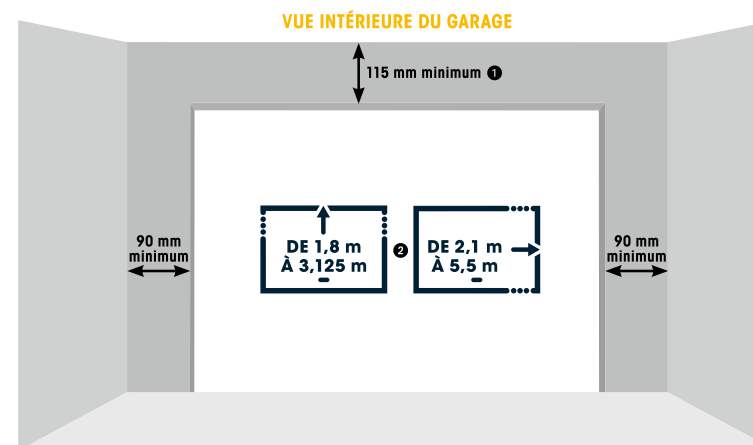 VUE INTÉRIEURE DU GARAGE
115 mm minimum 1
90 mm
minimum
DE 1,8 m
À 3,125 m
2
DE 2,1 m
À 5,5 m
90 mm
minimum